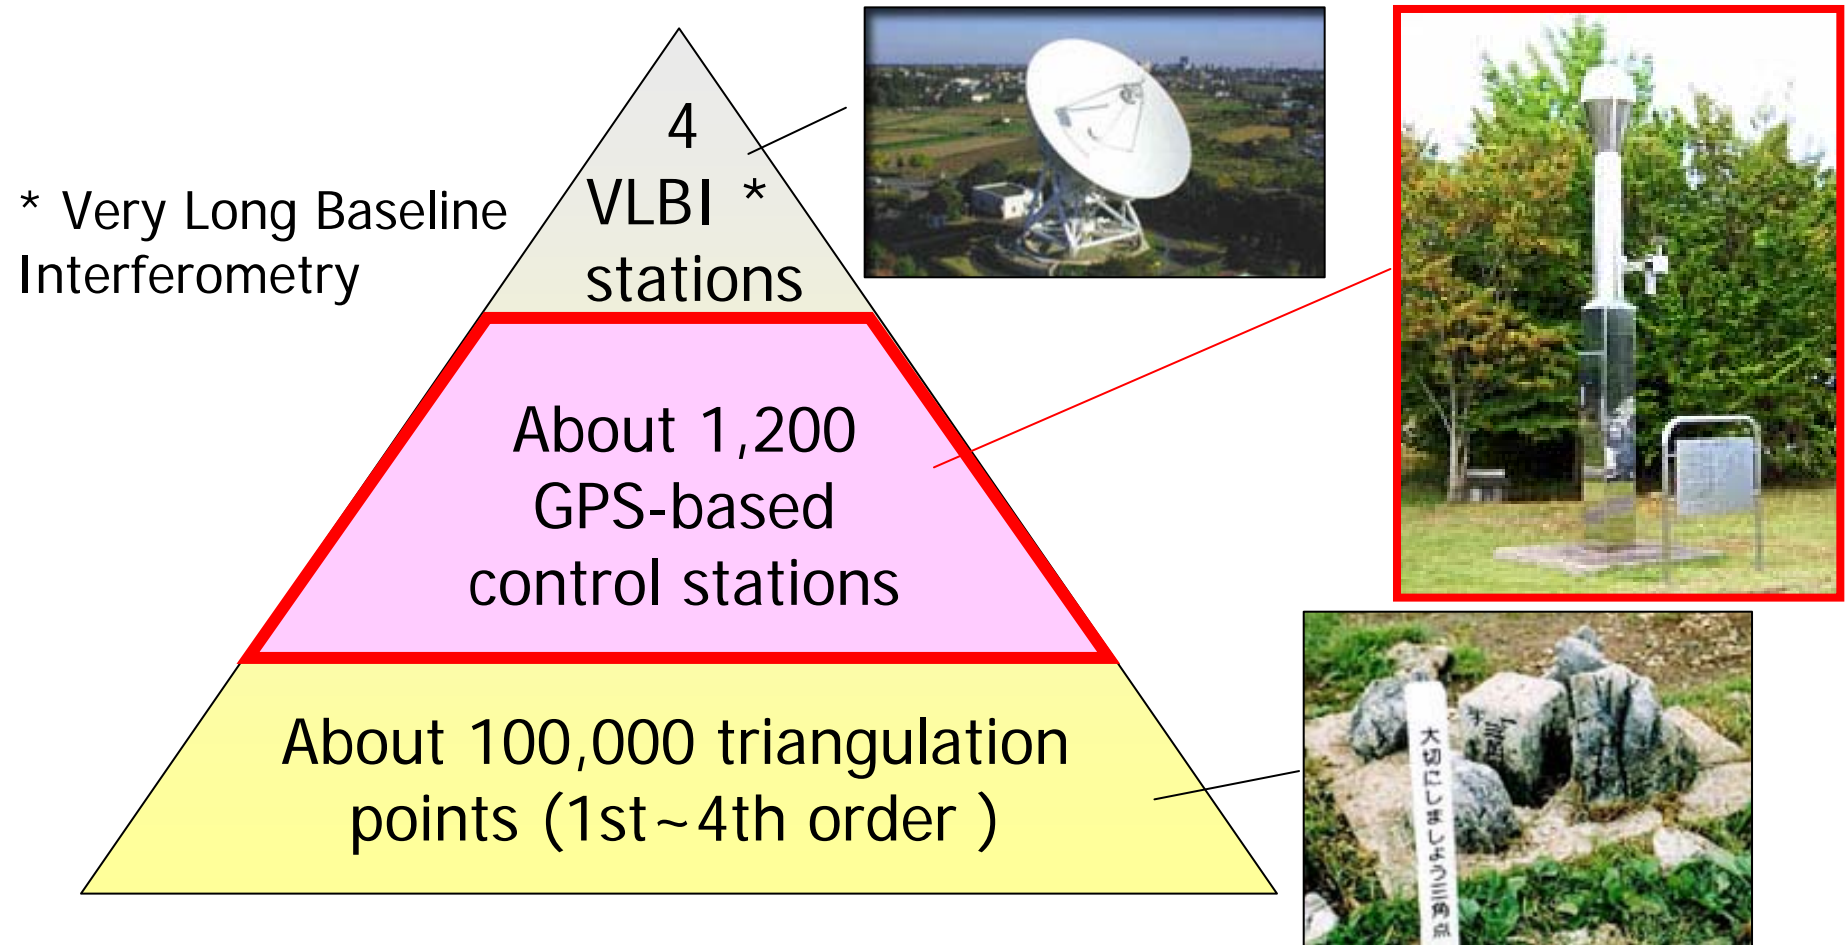 4
VLBI *
stations
* Very Long Baseline
Interferometry
About 1,200
GPS-based
control stations
About 100,000 triangulation
points (1st~4th order )
大切にしましよう三角点